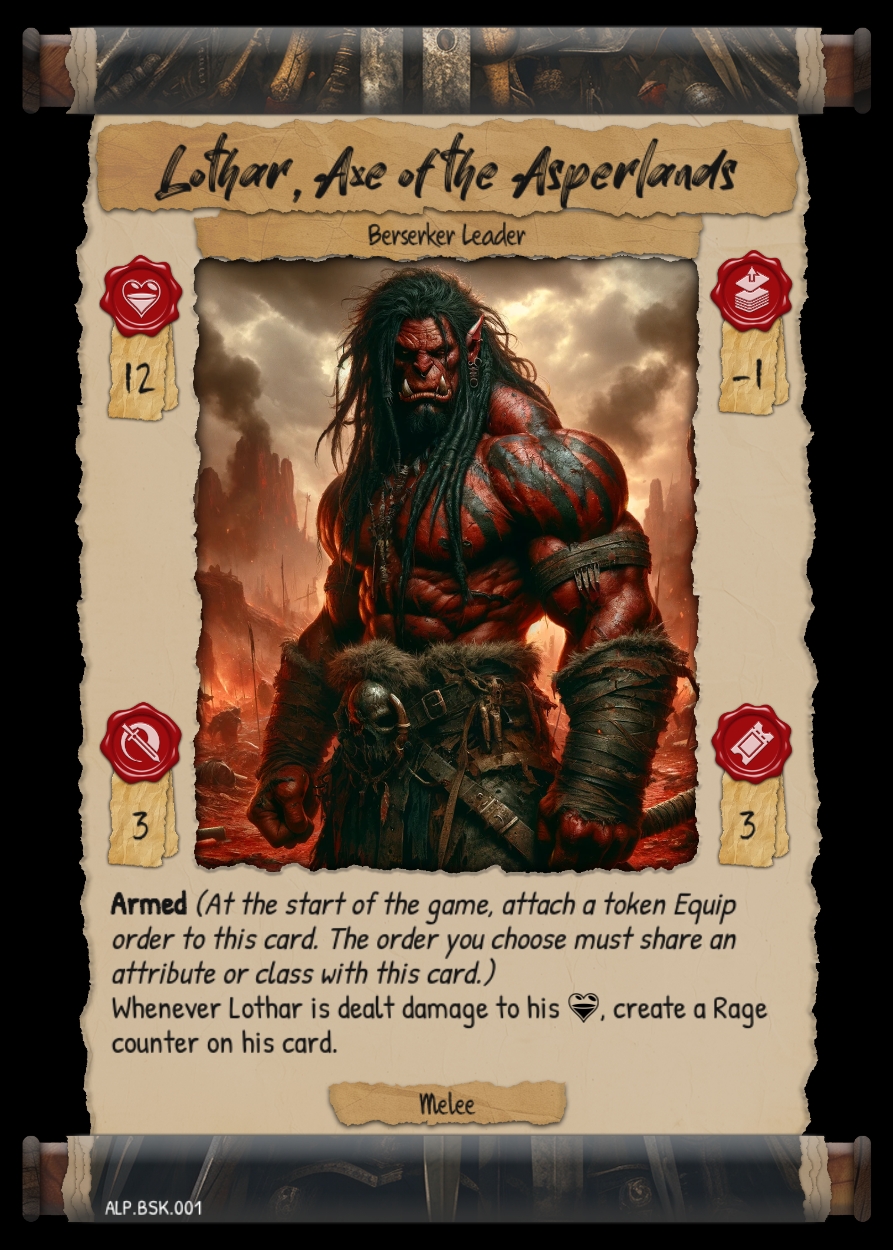 Lothar, Axe of the Asperlands
Berserker Leader
12
-1
3
3
Armed (At the start of the game, attach a token Equip
order to this card. The order you choose must share an
attribute or class with this card.)
Whenever Lothar is dealt damage to his , create a Rage
counter on his card.
Melee
ALP.BSK.001